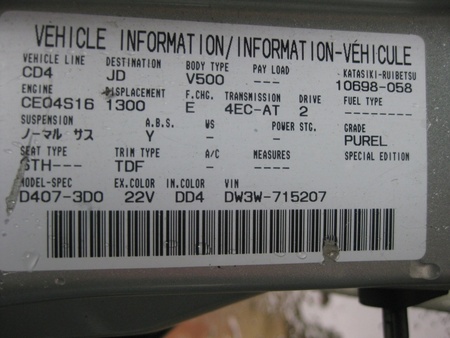 VEHICLE INFORMATION/INFORMATION-VÉHICULE
VEHICLE LINE DESTINATION BODY TYPE PAY LOAD KATASIKI-RUIBETSU
CD4 JD V500 --- 10698-058
ENGINE DISPLACEMENT F.CHG. TRANSMISSION DRIVE FUEL TYPE
CE04S16 1300 E 4EC-AT 2 -------
SUSPENSION A.B.S. WS POWER STG. GRADE
ノーマル サス Y - - PUREL
SEAT TYPE TRIM TYPE A/C MEASURES SPECIAL EDITION
STH--- TDF - ----
MODEL-SPEC EX.COLOR IN.COLOR VIN
D407-3D0 22V DD4 DW3W-715207